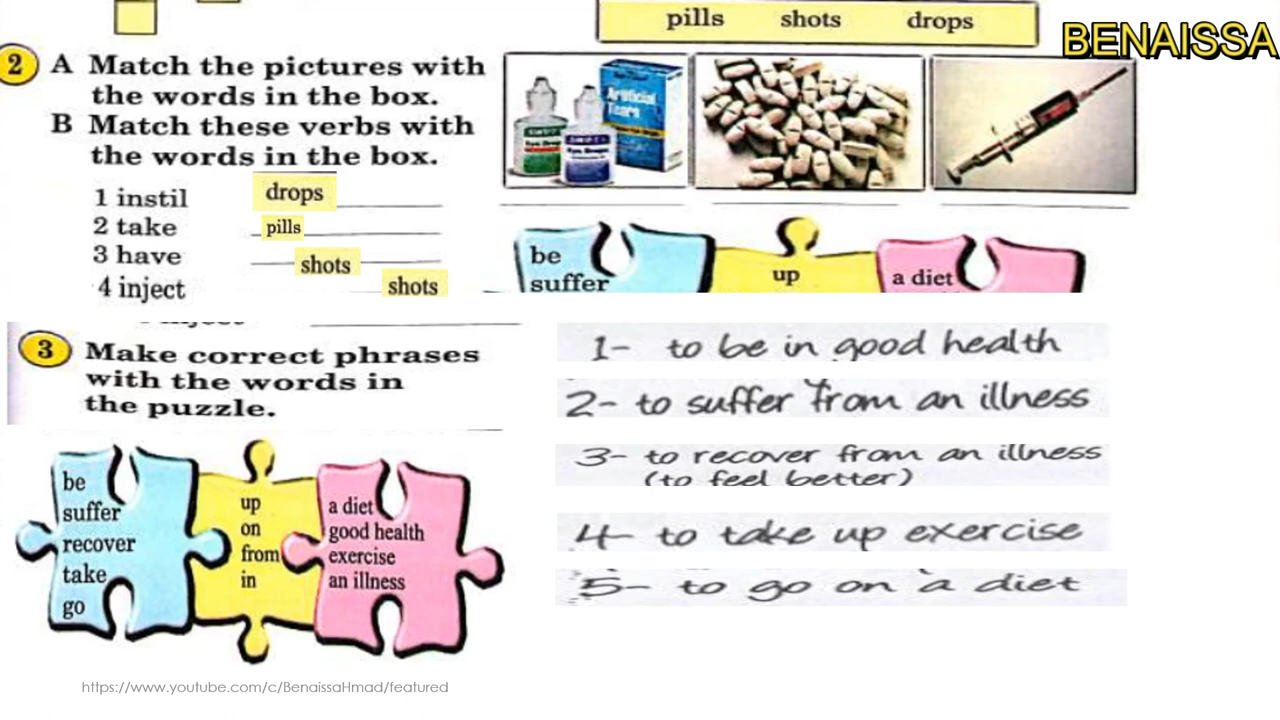 pills shots drops
BENAISSA
2 A Match the pictures with
the words in the box.
B Match these verbs with
the words in the box.
1 instil drops
2 take pills
3 have shots
4 inject shots
Artificial
Tears
be
suffer
up
a diet
3 Make correct phrases
with the words in
the puzzle.
be
suffer
recover
take
go
up
on
from
in
a diet
good health
exercise
an illness
1- to be in good health
2- to suffer from an illness
3- to recover from an illness
(to feel better)
4- to take up exercise
5- to go on a diet
https://www.youtube.com/c/BenaissaHmad/featured